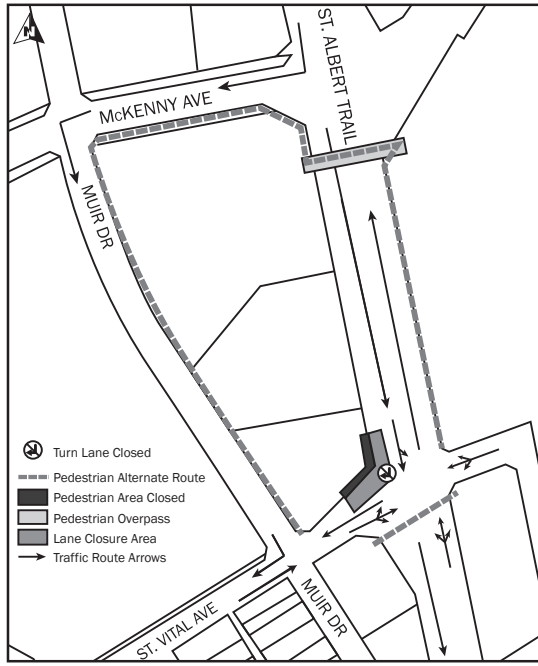 N
ST. ALBERT TRAIL
McKENNY AVE
MUIR DR
Turn Lane Closed
Pedestrian Alternate Route
Pedestrian Area Closed
Pedestrian Overpass
Lane Closure Area
Traffic Route Arrows
ST. VITAL AVE
MUIR DR